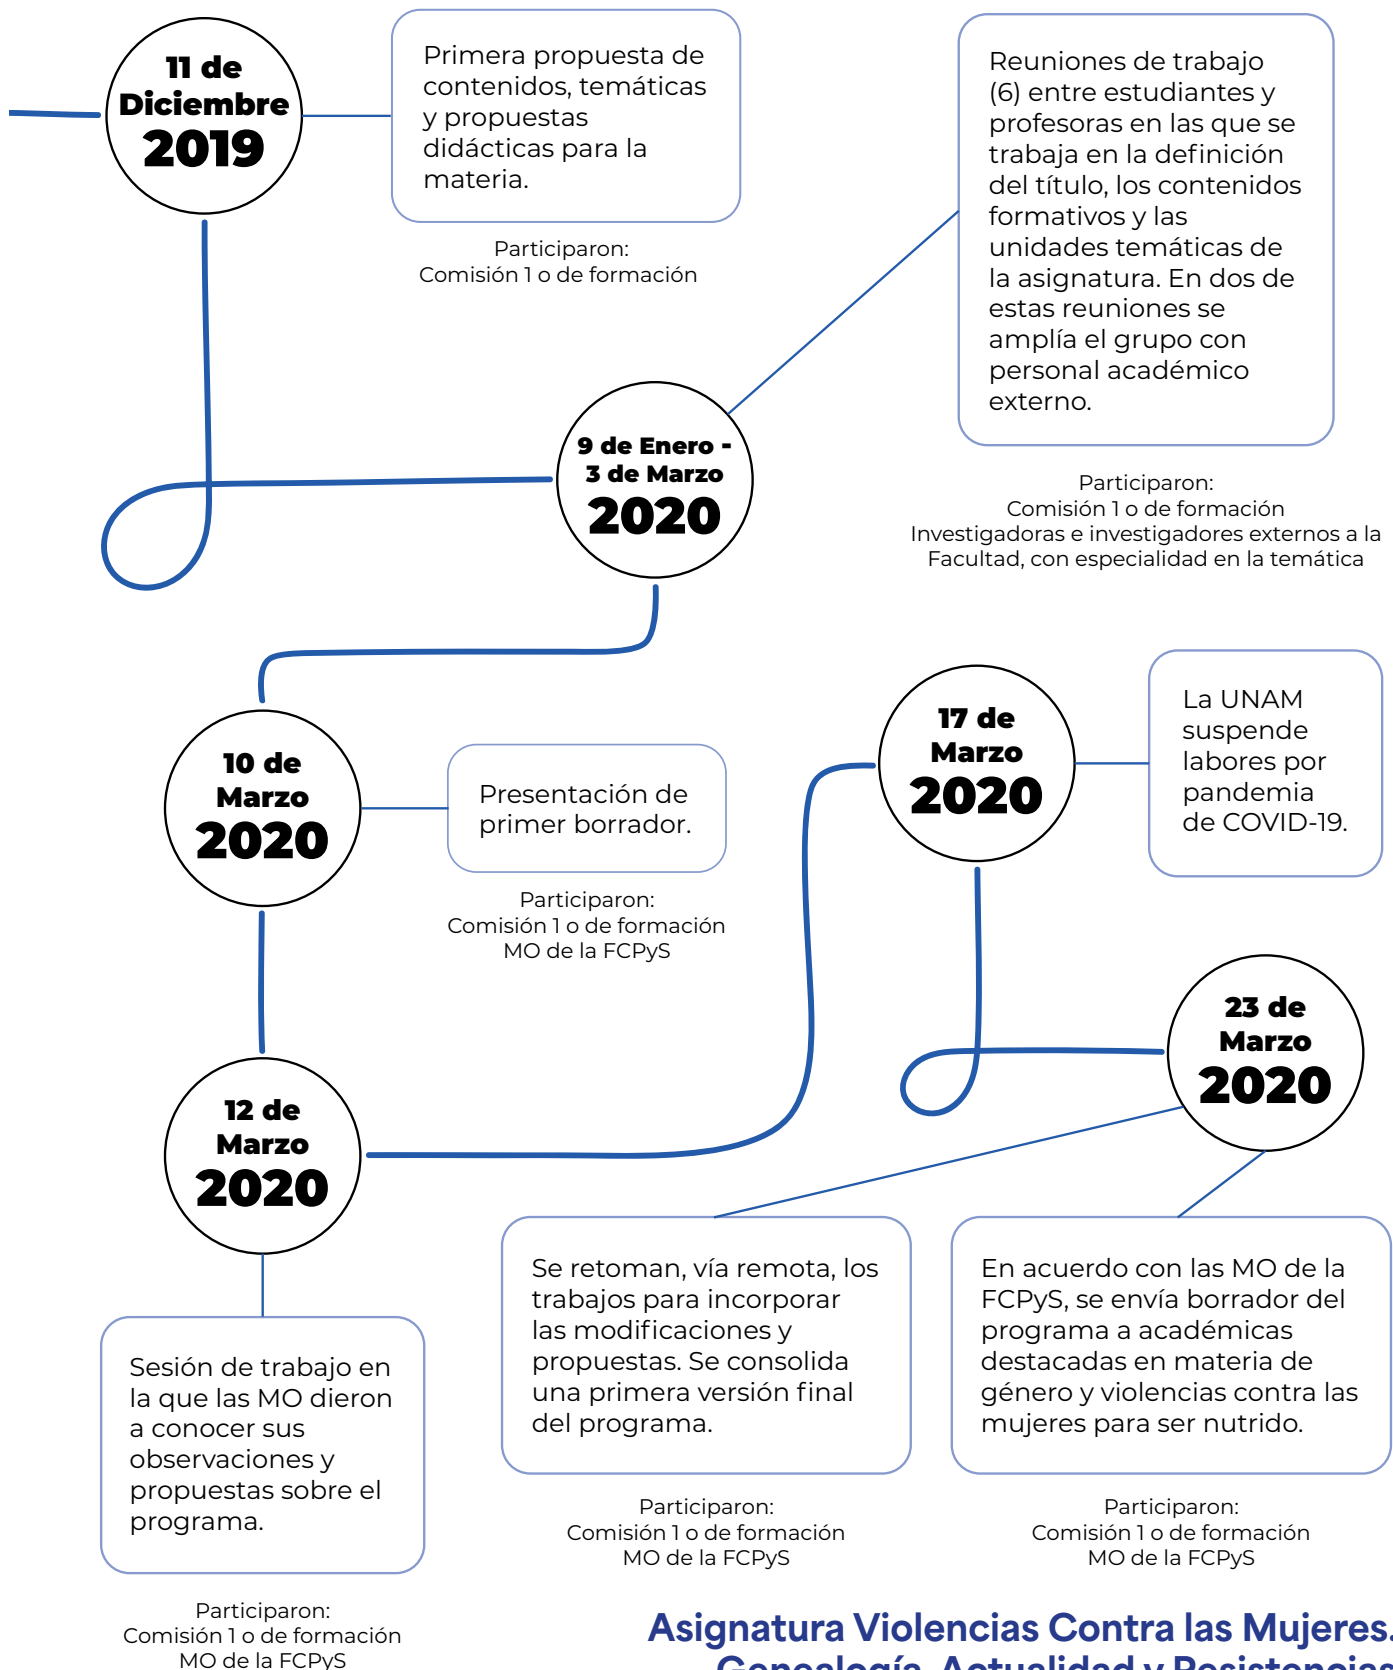 11 de
Diciembre
2019
Primera propuesta de
contenidos, temáticas
y propuestas
didácticas para la
materia.
Participaron:
Comisión 1 o de formación
9 de Enero -
3 de Marzo
2020
Reuniones de trabajo
(6) entre estudiantes y
profesoras en las que se
trabaja en la definición
del título, los contenidos
formativos y las
unidades temáticas de
la asignatura. En dos de
estas reuniones se
amplía el grupo con
personal académico
externo.
Participaron:
Comisión 1 o de formación
Investigadoras e investigadores externos a la
Facultad, con especialidad en la temática
10 de
Marzo
2020
Presentación de
primer borrador.
Participaron:
Comisión 1 o de formación
MO de la FCPyS
12 de
Marzo
2020
Sesión de trabajo en
la que las MO dieron
a conocer sus
observaciones y
propuestas sobre el
programa.
Participaron:
Comisión 1 o de formación
MO de la FCPyS
17 de
Marzo
2020
La UNAM
suspende
labores por
pandemia
de COVID-19.
23 de
Marzo
2020
Se retoman, vía remota, los
trabajos para incorporar
las modificaciones y
propuestas. Se consolida
una primera versión final
del programa.
Participaron:
Comisión 1 o de formación
MO de la FCPyS
En acuerdo con las MO de la
FCPyS, se envía borrador del
programa a académicas
destacadas en materia de
género y violencias contra las
mujeres para ser nutrido.
Participaron:
Comisión 1 o de formación
MO de la FCPyS
Asignatura Violencias Contra las Mujeres.
Genealogía, Actualidad y Resistencias